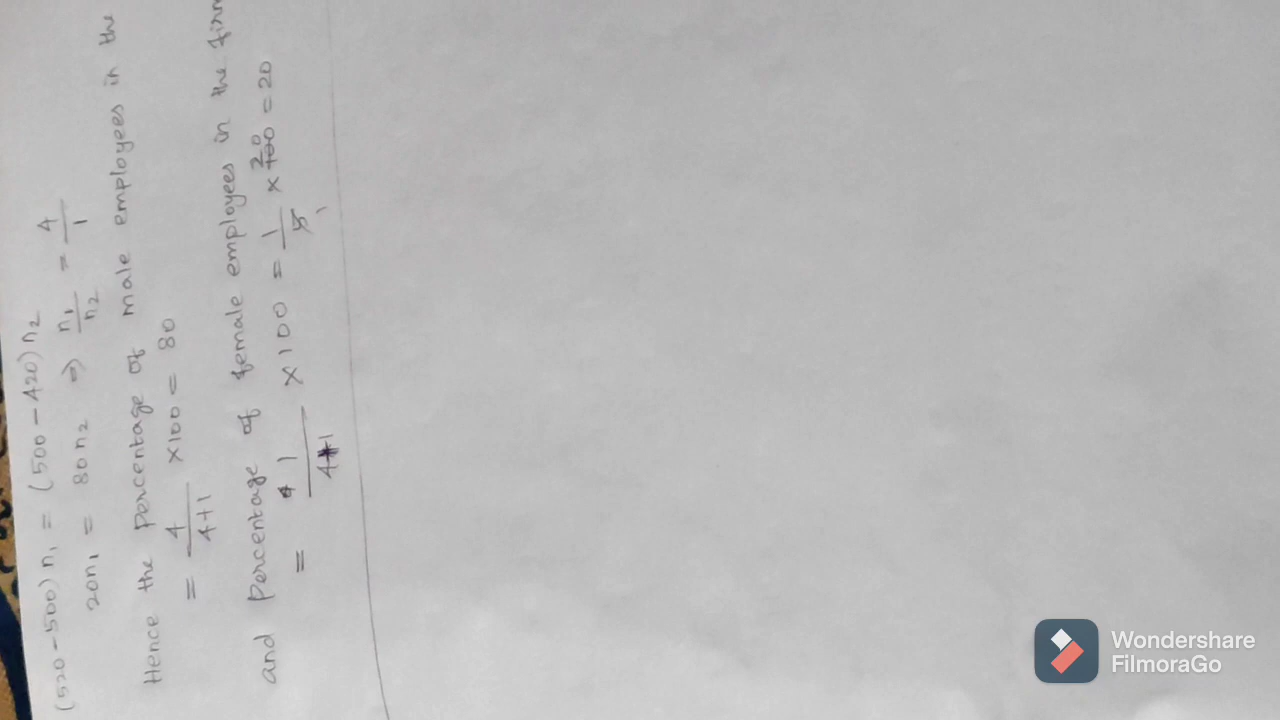 (520-500) n₁ = (500-420) n₂
20n₁ = 80n₂ ⇒ n₁/n₂ = 4/1
Hence the percentage of male employees in the
= 4/4+1 ×100 = 80
and percentage of female employees in the firm
= 1/4+1 ×100 = 1/5 × 20 = 20
Wondershare
FilmoraGo